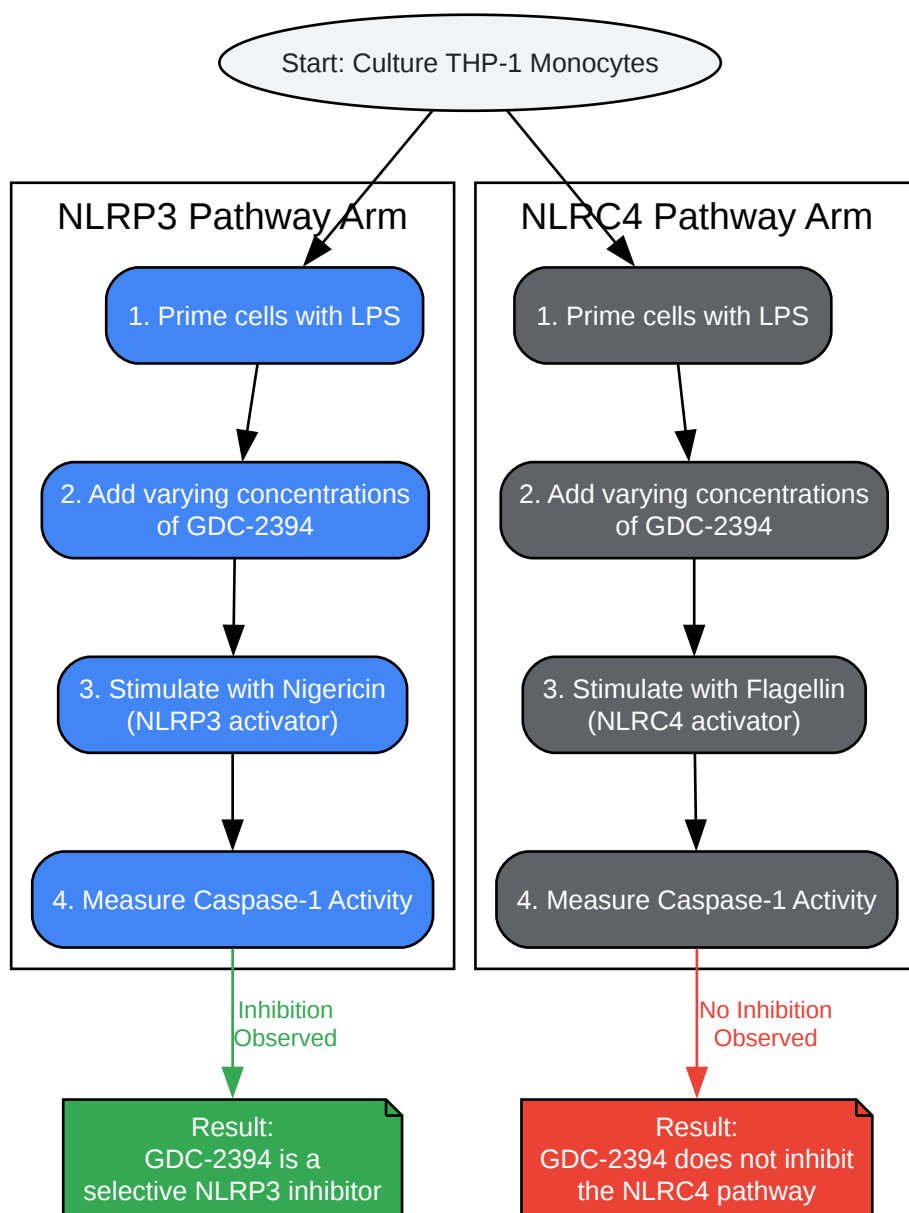 Start: Culture THP-1 Monocytes
NLRP3 Pathway Arm
1. Prime cells with LPS
2. Add varying concentrations
of GDC-2394
3. Stimulate with Nigericin
(NLRP3 activator)
4. Measure Caspase-1 Activity
Inhibition
Observed
Result:
GDC-2394 is a
selective NLRP3 inhibitor
NLRC4 Pathway Arm
1. Prime cells with LPS
2. Add varying concentrations
of GDC-2394
3. Stimulate with Flagellin
(NLRC4 activator)
4. Measure Caspase-1 Activity
No Inhibition
Observed
Result:
GDC-2394 does not inhibit
the NLRC4 pathway